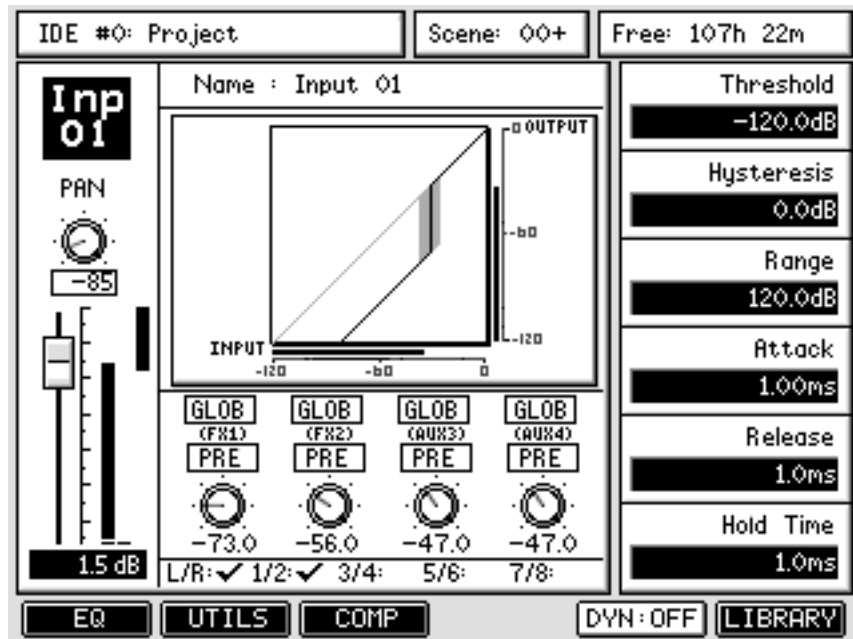 IDE #0: Project
Scene: 00+
Free: 107h 22m
Inp
01
PAN
-85
1.5 dB
Name : Input 01
OUTPUT
0
-60
-120
INPUT
-120 -60 0
GLOB GLOB GLOB GLOB
(FX1) (FX2) (AUX3) (AUX4)
PRE PRE PRE PRE
-73.0 -56.0 -47.0 -47.0
L/R:✓ 1/2:✓ 3/4: 5/6: 7/8:
Threshold
-120.0dB
Hysteresis
0.0dB
Range
120.0dB
Attack
1.00ms
Release
1.0ms
Hold Time
1.0ms
EQ UTILS COMP DYN:OFF LIBRARY